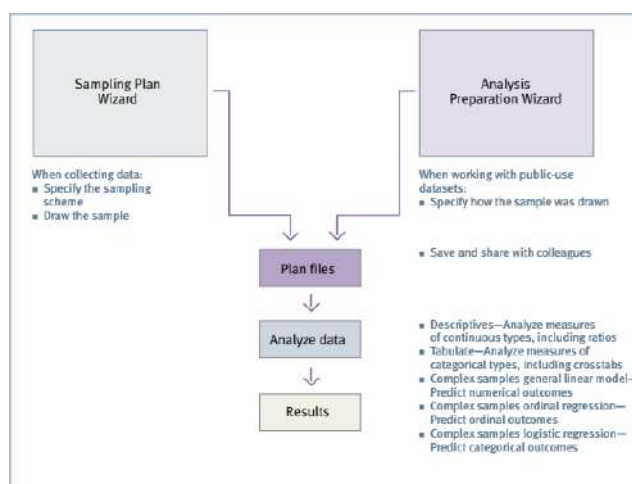 Sampling Plan
Wizard
Analysis
Preparation Wizard
When collecting data:
▪ Specify the sampling
scheme
▪ Draw the sample
When working with public-use
datasets:
▪ Specify how the sample was drawn
Plan files
▪ Save and share with colleagues
Analyze data
▪ Descriptives—Analyze measures
of continuous types, including ratios
▪ Tabulate—Analyze measures of
categorical types, including crosstabs
▪ Complex samples general linear model–
Predict numerical outcomes
▪ Complex samples ordinal regression—
Predict ordinal outcomes
▪ Complex samples logistic regression—
Predict categorical outcomes
Results